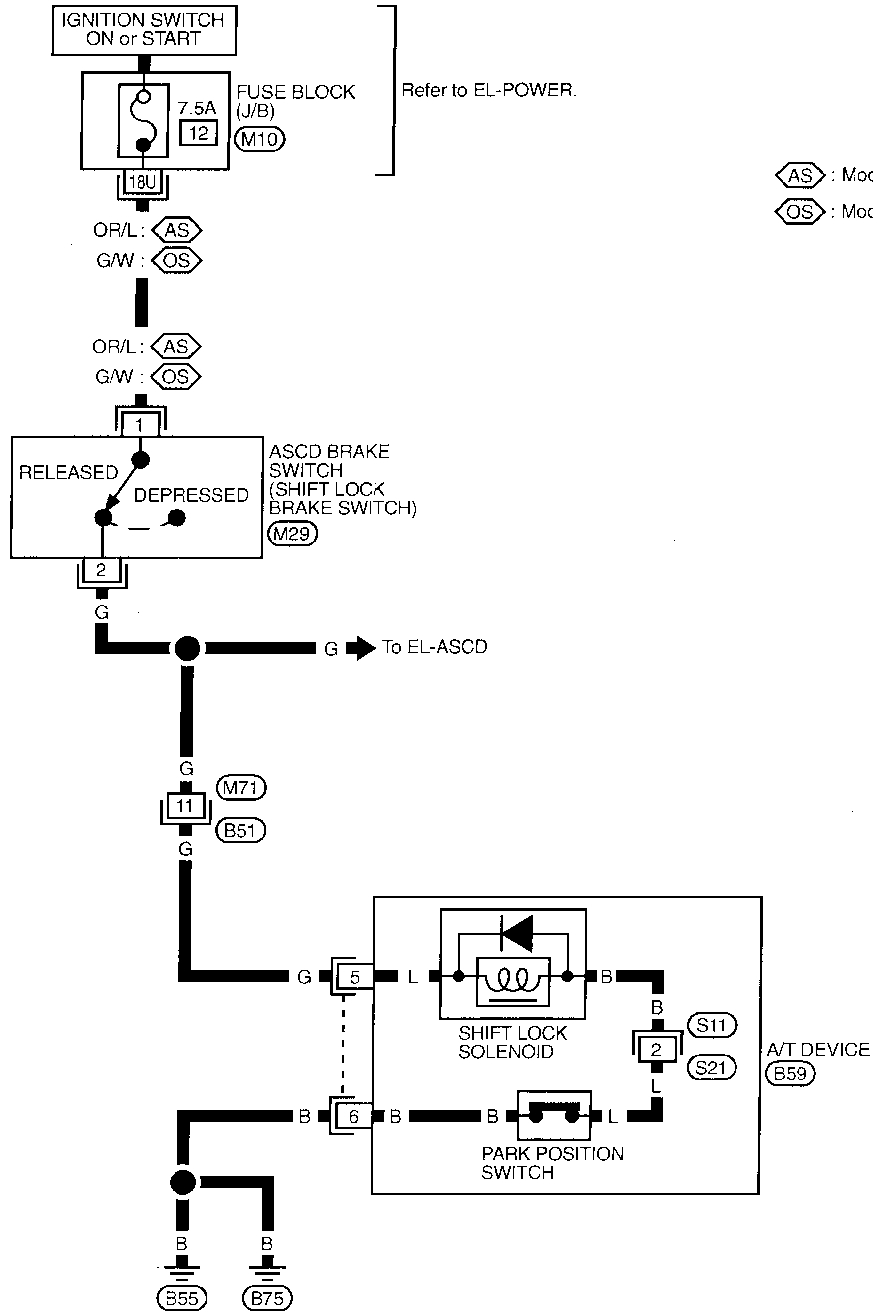 IGNITION SWITCH
ON or START
7.5A
12
FUSE BLOCK
(J/B)
M10
Refer to EL-POWER.
18U
AS : Mod
OS : Mod
OR/L : AS
G/W : OS
OR/L : AS
G/W : OS
1
RELEASED
DEPRESSED
ASCD BRAKE
SWITCH
(SHIFT LOCK
BRAKE SWITCH)
M29
2
G
G
To EL-ASCD
G
M71
11
B51
G
G
5
L
B
SHIFT LOCK
SOLENOID
B
S11
2
S21
A/T DEVICE
B59
L
B
6
B
B
L
PARK POSITION
SWITCH
B
B
B55
B75